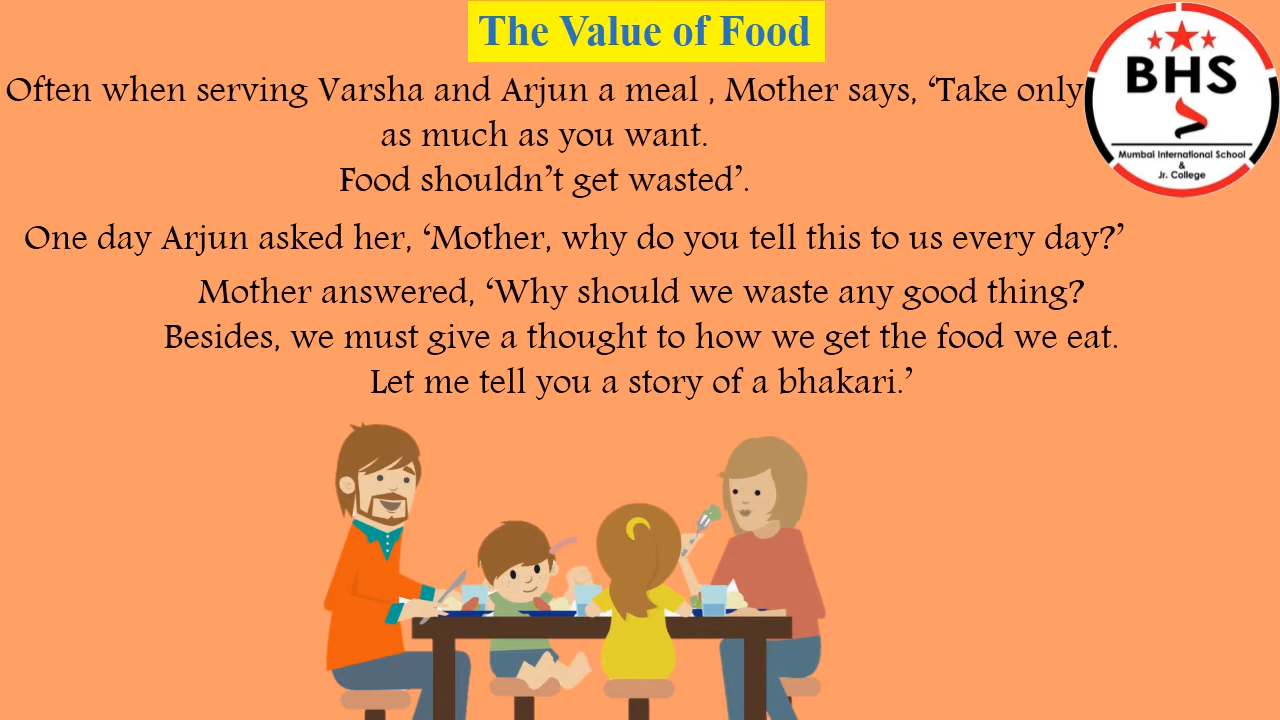 The Value of Food
Often when serving Varsha and Arjun a meal , Mother says, ‘Take only
as much as you want.
Food shouldn’t get wasted’.
One day Arjun asked her, ‘Mother, why do you tell this to us every day?’
Mother answered, ‘Why should we waste any good thing?
Besides, we must give a thought to how we get the food we eat.
Let me tell you a story of a bhakari.’
BHS
Mumbai International School
&
Jr. College